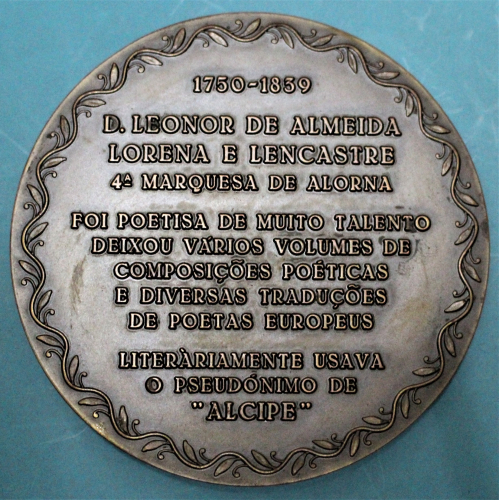 1750-1839
D. LEONOR DE ALMEIDA
LORENA E LENCASTRE
4ª MARQUESA DE ALORNA
FOI POETISA DE MUITO TALENTO
DEIXOU VÁRIOS VOLUMES DE
COMPOSIÇÕES POÉTICAS
E DIVERSAS TRADUÇÕES
DE POETAS EUROPEUS
LITERÀRIAMENTE USAVA
O PSEUDÓNIMO DE
"ALCIPE"